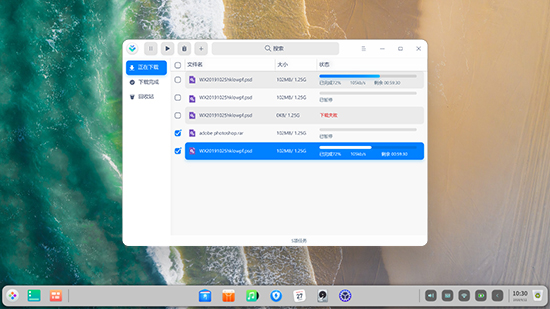 搜索
正在下载
下载完成
回收站
文件名 大小 状态
WX20191025hklowpf.psd 102MB/ 1.25G 已完成72% 105kb/s 剩余 00:59:30
WX20191025hklowpf.psd 102MB/ 1.25G 已暂停
WX20191025hklowpf.psd 0KB/ 1.25G 下载失败
adobe photoshop.rar 102MB/ 1.25G 已暂停
WX20191025hklowpf.psd 102MB/ 1.25G 已完成72% 105kb/s 剩余 00:59:30
5项任务
27
10:30